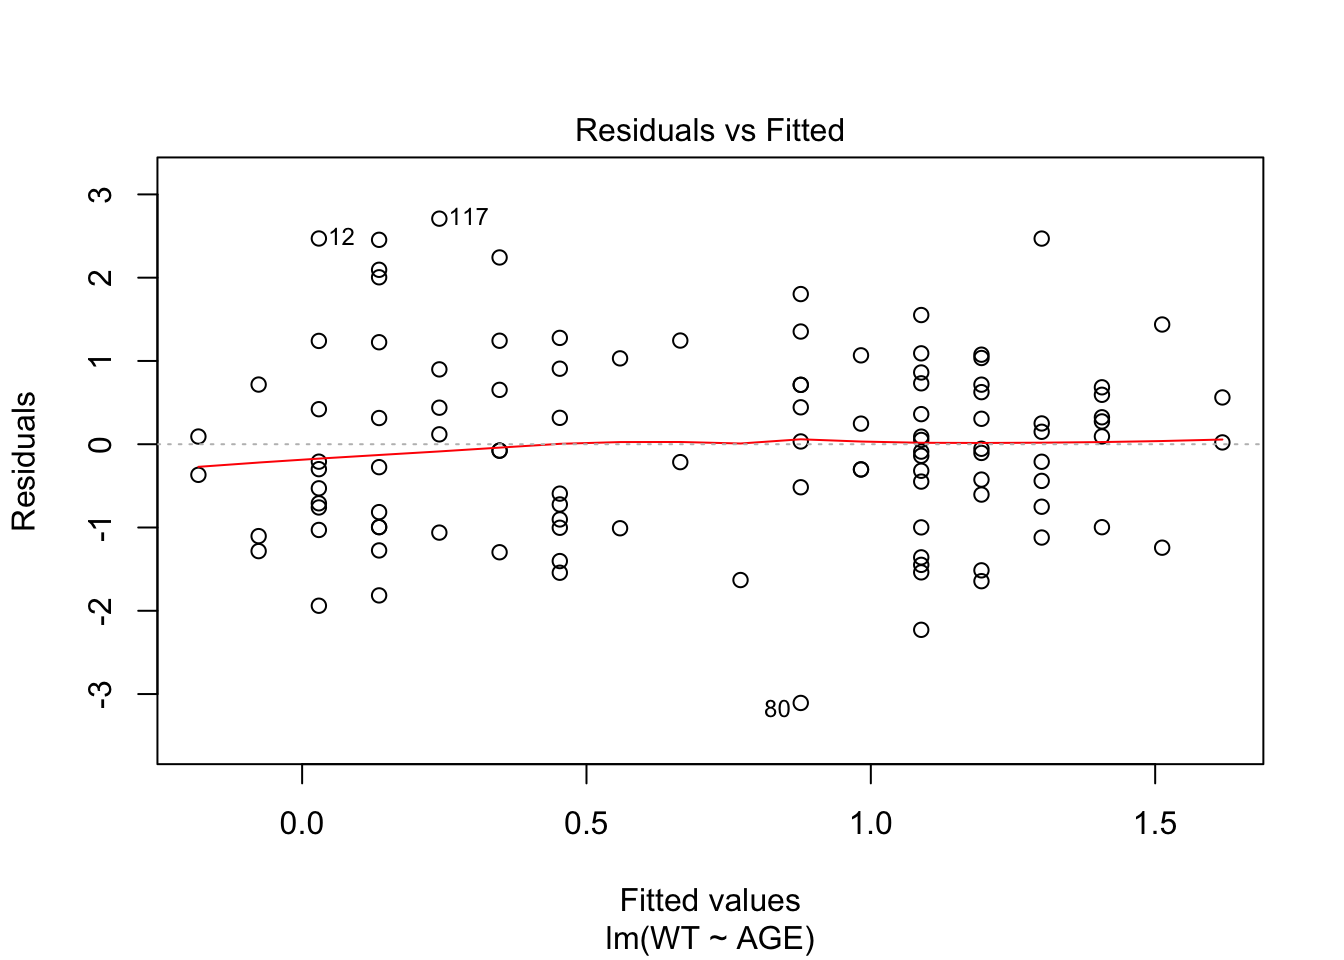 Residuals vs Fitted
3
2
1
0
-1
-2
-3
Residuals
12
117
80
0.0 0.5 1.0 1.5
Fitted values
lm(WT ~ AGE)